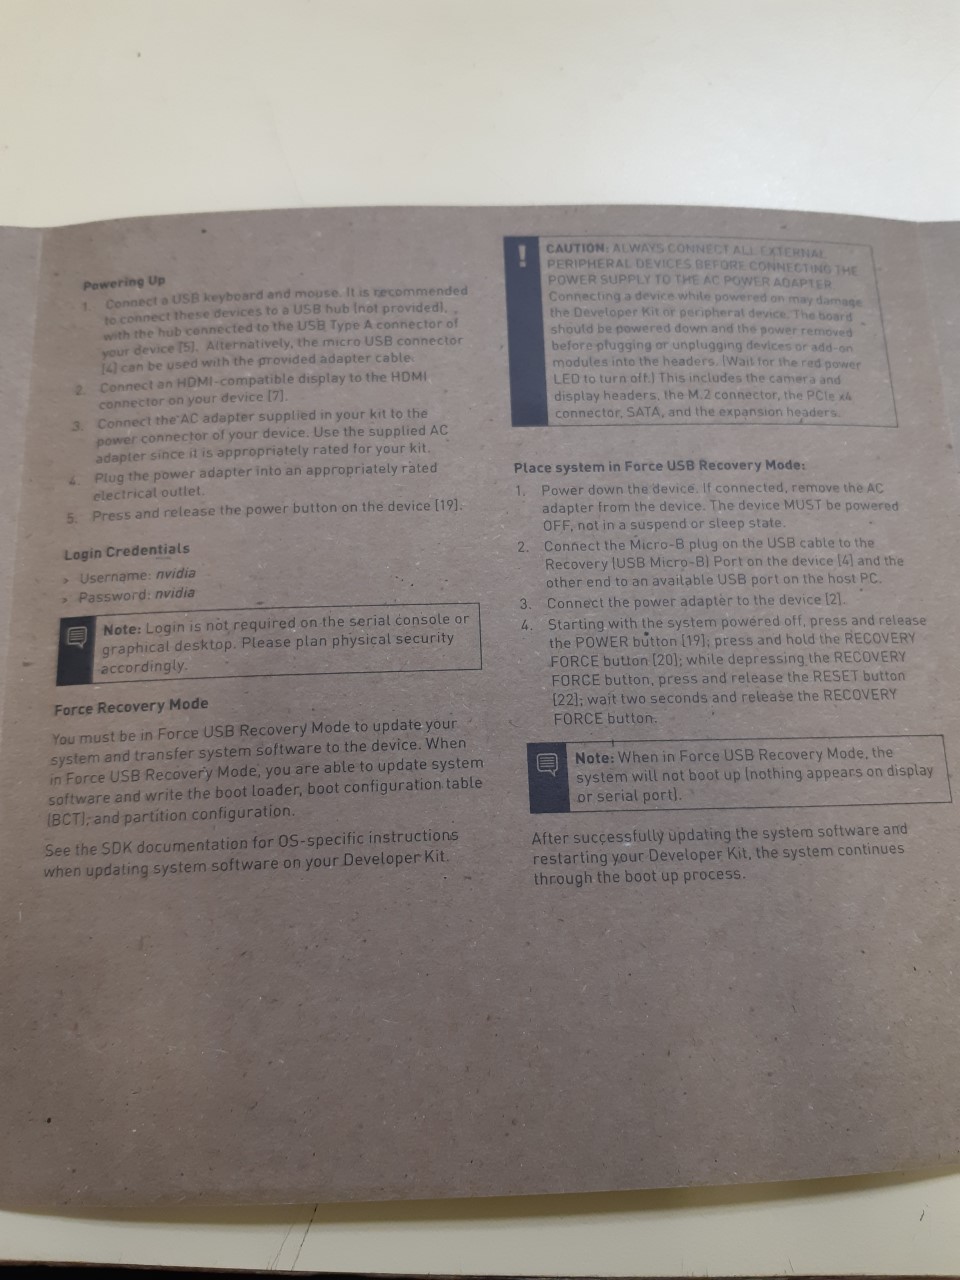 Powering Up
1. Connect a USB keyboard and mouse. It is recommended
to connect these devices to a USB hub (not provided),
with the hub connected to the USB Type A connector of
your device [5]. Alternatively, the micro USB connector
[4] can be used with the provided adapter cable.
2. Connect an HDMI-compatible display to the HDMI
connector on your device [7].
3. Connect the AC adapter supplied in your kit to the
power connector of your device. Use the supplied AC
adapter since it is appropriately rated for your kit.
4. Plug the power adapter into an appropriately rated
electrical outlet.
5. Press and release the power button on the device [19].
Login Credentials
> Username: nvidia
> Password: nvidia
Note: Login is not required on the serial console or
graphical desktop. Please plan physical security
accordingly.
Force Recovery Mode
You must be in Force USB Recovery Mode to update your
system and transfer system software to the device. When
in Force USB Recovery Mode, you are able to update system
software and write the boot loader, boot configuration table
(BCT), and partition configuration.
See the SDK documentation for OS-specific instructions
when updating system software on your Developer Kit.
! CAUTION: ALWAYS CONNECT ALL EXTERNAL
PERIPHERAL DEVICES BEFORE CONNECTING THE
POWER SUPPLY TO THE AC POWER ADAPTER.
Connecting a device while powered on may damage
the Developer Kit or peripheral device. The board
should be powered down and the power removed
before plugging or unplugging devices or add-on
modules into the headers. (Wait for the red power
LED to turn off.) This includes the camera and
display headers, the M.2 connector, the PCIe x4
connector, SATA, and the expansion headers.
Place system in Force USB Recovery Mode:
1. Power down the device. If connected, remove the AC
adapter from the device. The device MUST be powered
OFF, not in a suspend or sleep state.
2. Connect the Micro-B plug on the USB cable to the
Recovery (USB Micro-B) Port on the device [4] and the
other end to an available USB port on the host PC.
3. Connect the power adapter to the device [2].
4. Starting with the system powered off, press and release
the POWER button [19]; press and hold the RECOVERY
FORCE button [20]; while depressing the RECOVERY
FORCE button, press and release the RESET button
[22]; wait two seconds and release the RECOVERY
FORCE button.
Note: When in Force USB Recovery Mode, the
system will not boot up (nothing appears on display
or serial port).
After successfully updating the system software and
restarting your Developer Kit, the system continues
through the boot up process.